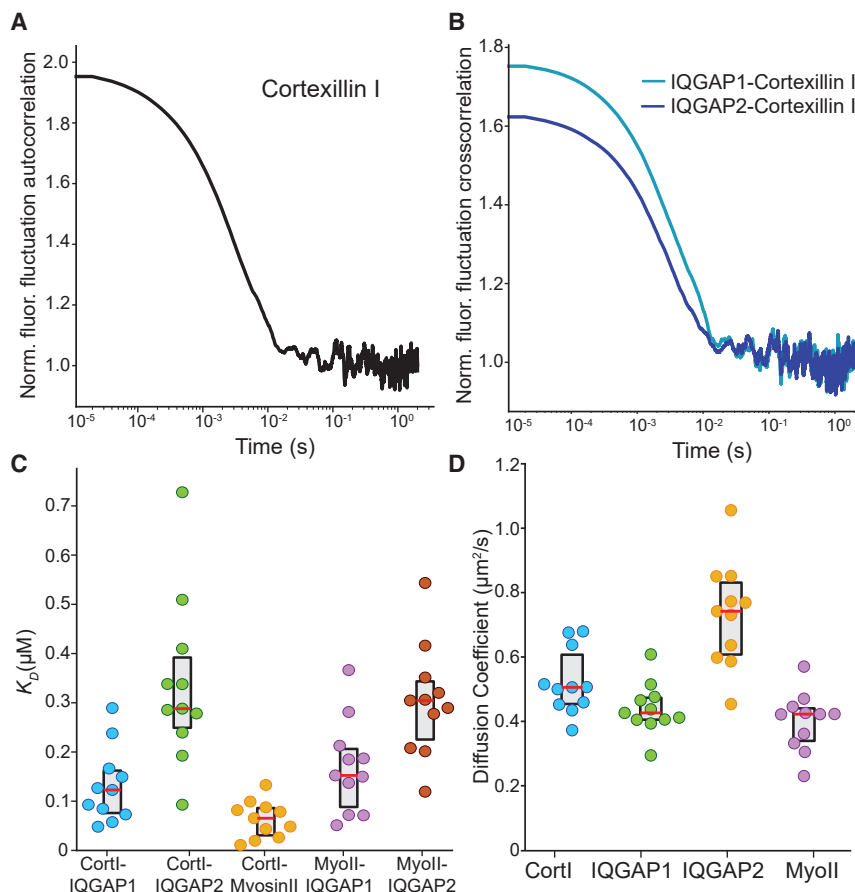 A
Norm. fluor. fluctuation autocorrelation
2.0
1.8
1.6
1.4
1.2
1.0
Cortexillin I
10⁻⁵ 10⁻⁴ 10⁻³ 10⁻² 10⁻¹ 10⁰
Time (s)
B
Norm. fluor. fluctuation crosscorrelation
1.8
1.6
1.4
1.2
1.0
IQGAP1-Cortexillin I
IQGAP2-Cortexillin I
10⁻⁵ 10⁻⁴ 10⁻³ 10⁻² 10⁻¹ 10⁰
Time (s)
C
K_D(µM)
0.7
0.6
0.5
0.4
0.3
0.2
0.1
0
CortI- CortI- CortI- MyoII- MyoII-
IQGAP1 IQGAP2 MyosinII IQGAP1 IQGAP2
D
Diffusion Coefficient (µm²/s)
1.2
1.0
0.8
0.6
0.4
0.2
0
CortI IQGAP1 IQGAP2 MyoII